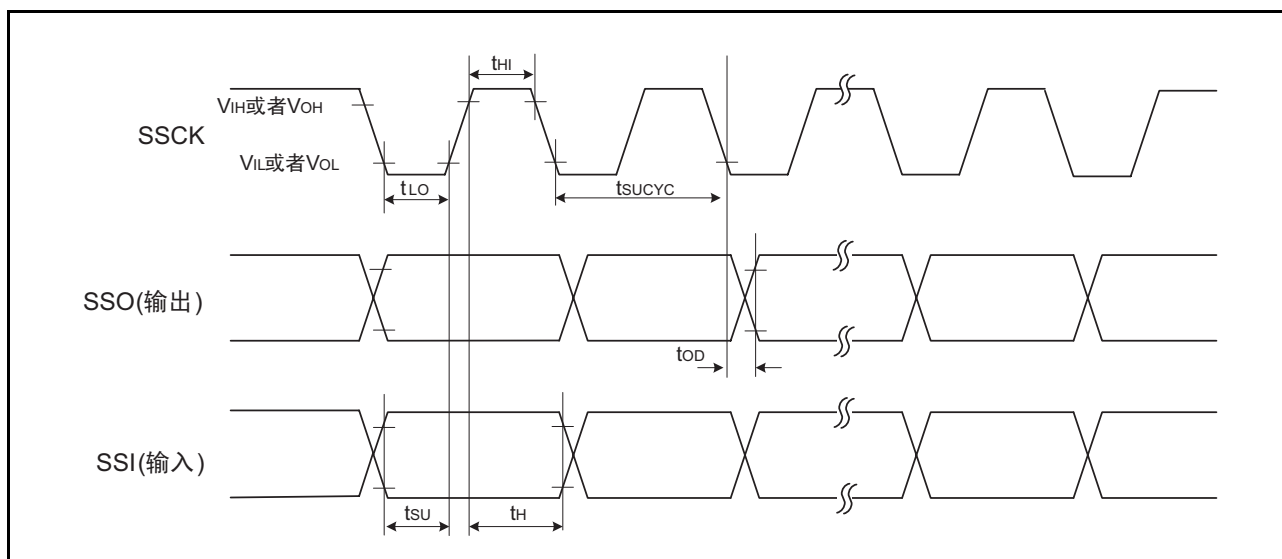 tHI
VIH或者VOH
SSCK
VIL或者VOL
tLO
tSUCYC
SSO(输出)
tOD
SSI(输入)
tSU
tH